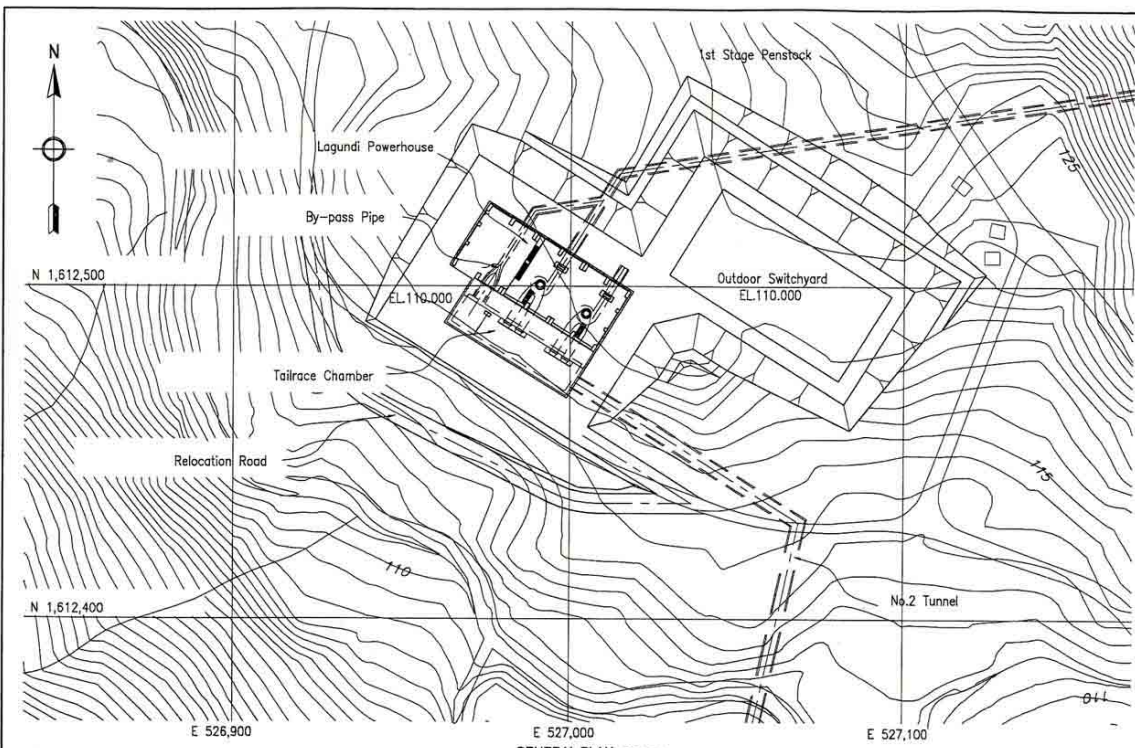 N
1st Stage Penstock
Lagundi Powerhouse
125
By-pass Pipe
N 1,612,500
Outdoor Switchyard
EL.110.000
EL.110.000
Tailrace Chamber
Relocation Road
115
110
N 1,612,400
No.2 Tunnel
110
E 526,900
E 527,000
E 527,100